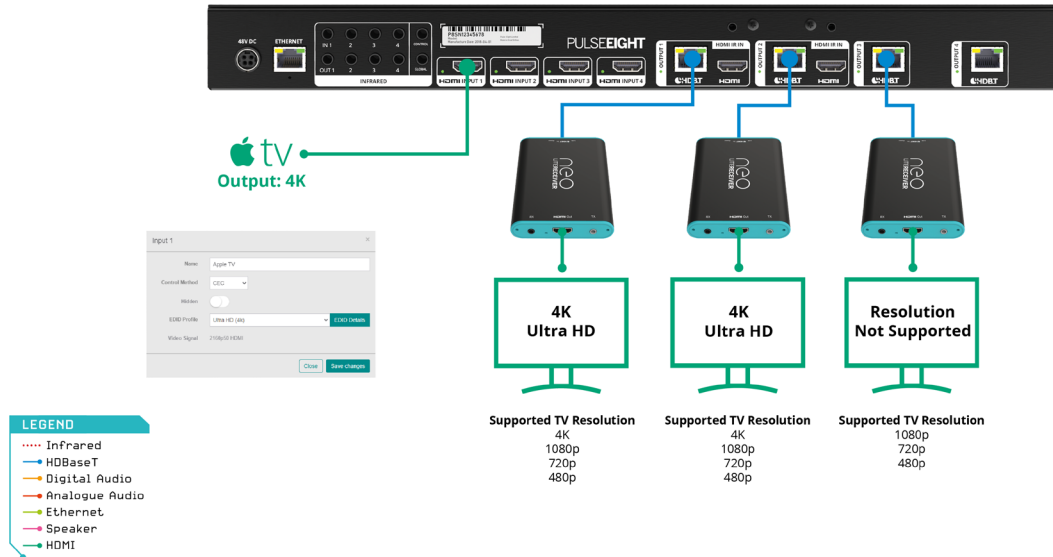 48V DC
ETHERNET
IN 1 2 3 4 CONTROL
OUT 1 2 3 4 GLOBAL
INFRARED
P8SN12345678
PULSEEIGHT
HDMI INPUT 1
HDMI INPUT 2
HDMI INPUT 3
HDMI INPUT 4
OUTPUT 1
HDMI IR IN
HDBT
HDMI
OUTPUT 2
HDMI IR IN
HDBT
HDMI
OUTPUT 3
HDBT
OUTPUT 4
HDBT
tv
Output: 4K
neo
neo
neo
Input 1 ×
Name Apple TV
Control Method CEC
Hidden
EDID Profile Ultra HD (4K) EDID Details
Video Signal
Close Save changes
4K
Ultra HD
4K
Ultra HD
Resolution
Not Supported
Supported TV Resolution
4K
1080p
720p
480p
Supported TV Resolution
4K
1080p
720p
480p
Supported TV Resolution
1080p
720p
480p
LEGEND
Infrared
HDBaseT
Digital Audio
Analogue Audio
Ethernet
Speaker
HDMI